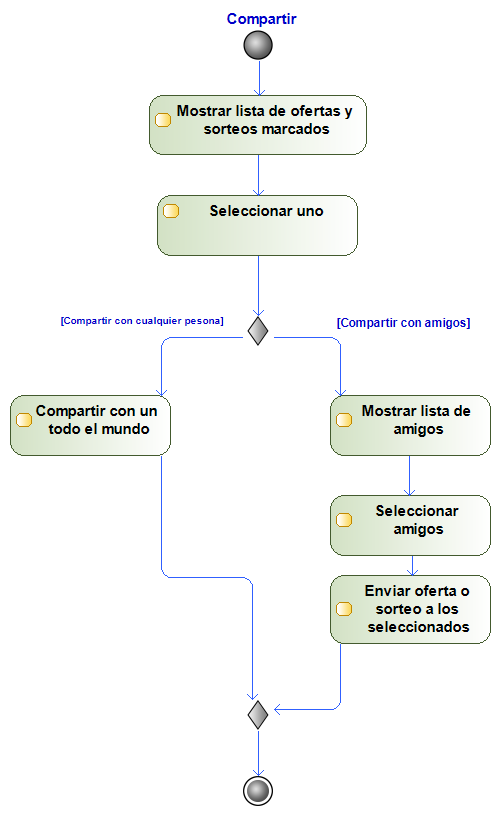 Compartir
Mostrar lista de ofertas y
sorteos marcados
Seleccionar uno
[Compartir con cualquier pesona]
[Compartir con amigos]
Compartir con un
todo el mundo
Mostrar lista de
amigos
Seleccionar
amigos
Enviar oferta o
sorteo a los
seleccionados